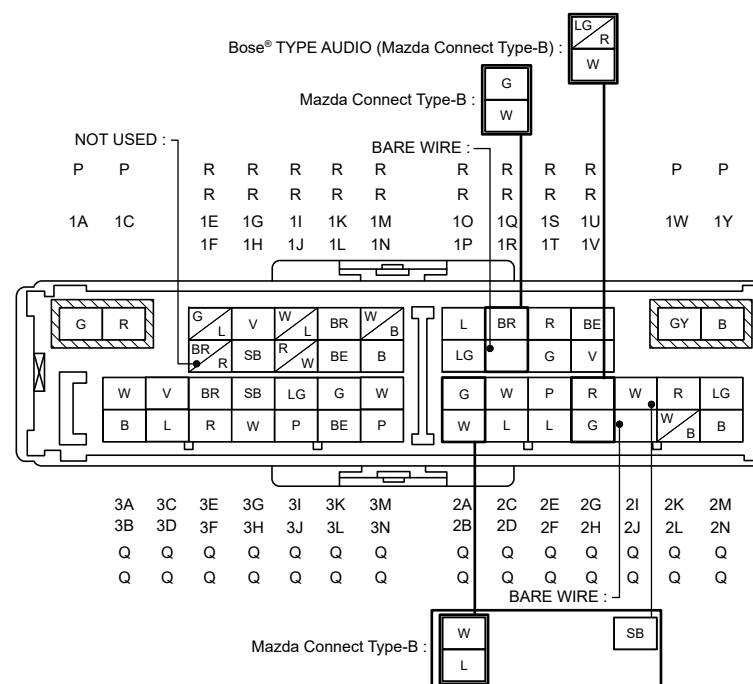 Bose® TYPE AUDIO (Mazda Connect Type-B) :
LG R
W
Mazda Connect Type-B :
G
W
NOT USED :
BARE WIRE :
P P R R R R R R R R R P P
R R R R R R R R R
1A 1C 1E 1G 1I 1K 1M 1O 1Q 1S 1U 1W 1Y
1F 1H 1J 1L 1N 1P 1R 1T 1V
G R G L V W L BR W B L BR R BE GY B
BR R SB R W BE B LG G V
W V BR SB LG G W G W P R W R LG
B L R W P BE P W L L G W B B
3A 3C 3E 3G 3I 3K 3M 2A 2C 2E 2G 2I 2K 2M
3B 3D 3F 3H 3J 3L 3N 2B 2D 2F 2H 2J 2L 2N
Q Q Q Q Q Q Q Q Q Q Q Q Q Q
Q Q Q Q Q Q Q Q Q Q Q Q Q Q
BARE WIRE :
Mazda Connect Type-B :
W
L
SB